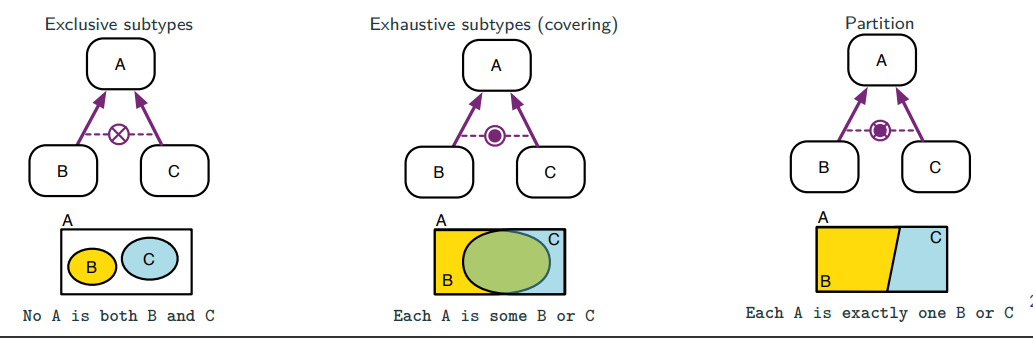 Exclusive subtypes
A
B
C
A
B
C
No A is both B and C
Exhaustive subtypes (covering)
A
B
C
A
C
B
Each A is some B or C
Partition
A
B
C
A
C
B
Each A is exactly one B or C